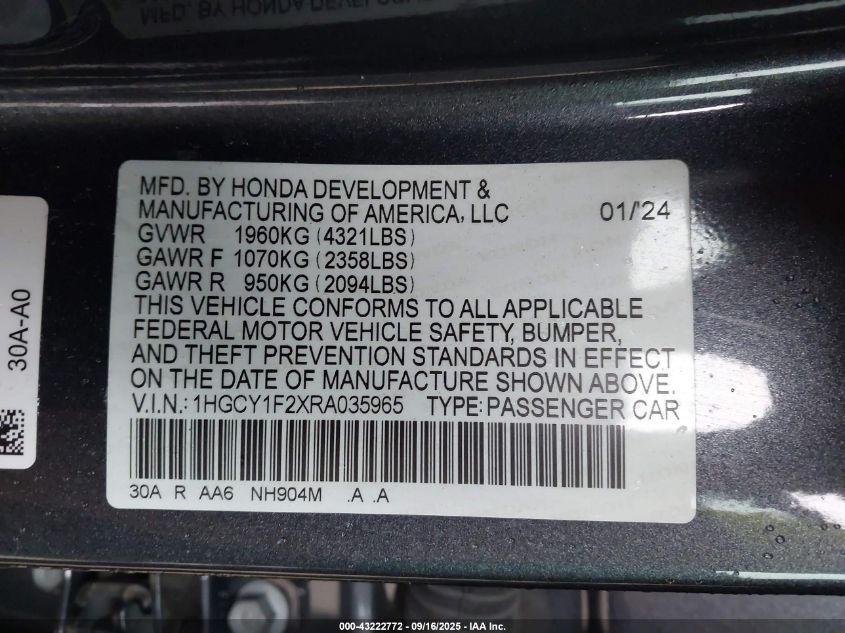 MFD. BY HONDA DEVELOPMENT &
MANUFACTURING OF AMERICA, LLC 01/'24
GVWR 1960KG (4321LBS)
GAWR F 1070KG (2358LBS)
GAWR R 950KG (2094LBS)
THIS VEHICLE CONFORMS TO ALL APPLICABLE
FEDERAL MOTOR VEHICLE SAFETY, BUMPER,
AND THEFT PREVENTION STANDARDS IN EFFECT
ON THE DATE OF MANUFACTURE SHOWN ABOVE.
V.I.N.: 1HGCY1F2XRA035965 TYPE: PASSENGER CAR
30A R AA6 NH904M .A .A
30A-A0
000-43222772 - 09/16/2025 - IAA Inc.